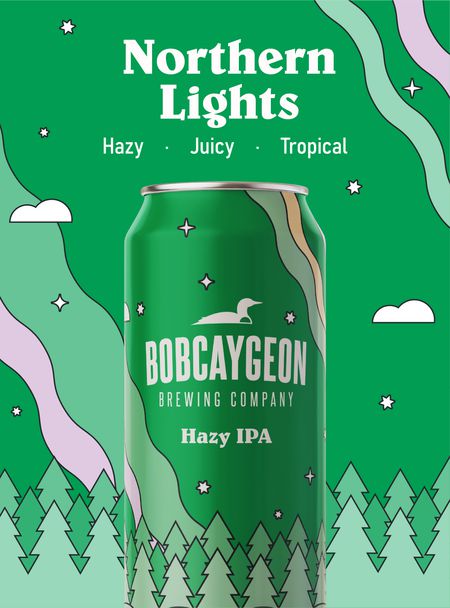 Northern
Lights
Hazy · Juicy · Tropical
BOBCAYGEON
BREWING COMPANY
Hazy IPA